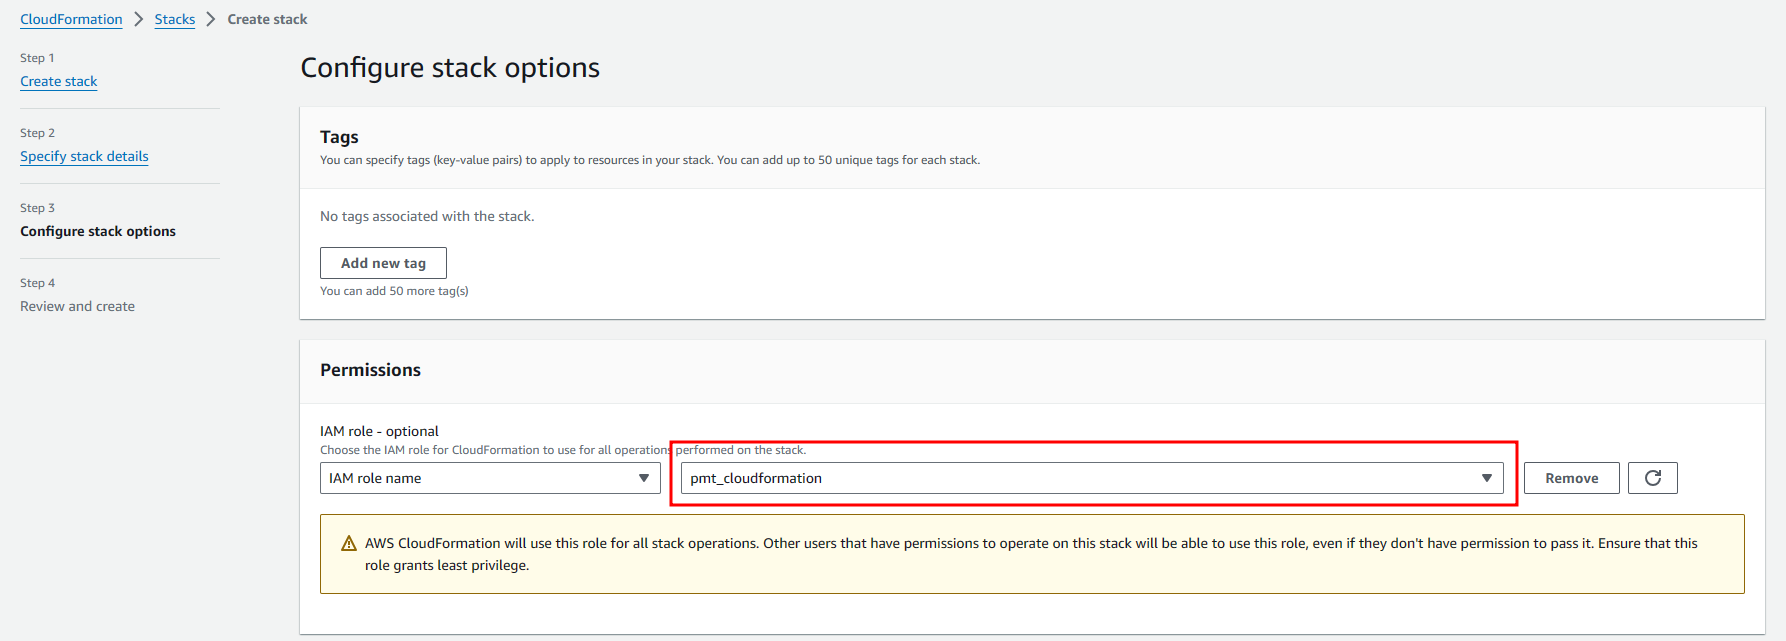 CloudFormation > Stacks > Create stack
Step 1
Create stack
Step 2
Specify stack details
Step 3
Configure stack options
Step 4
Review and create
Configure stack options
Tags
You can specify tags (key-value pairs) to apply to resources in your stack. You can add up to 50 unique tags for each stack.
No tags associated with the stack.
Add new tag
You can add 50 more tag(s)
Permissions
IAM role - optional
Choose the IAM role for CloudFormation to use for all operations performed on the stack.
IAM role name
pmt_cloudformation
Remove
AWS CloudFormation will use this role for all stack operations. Other users that have permissions to operate on this stack will be able to use this role, even if they don't have permission to pass it. Ensure that this
role grants least privilege.